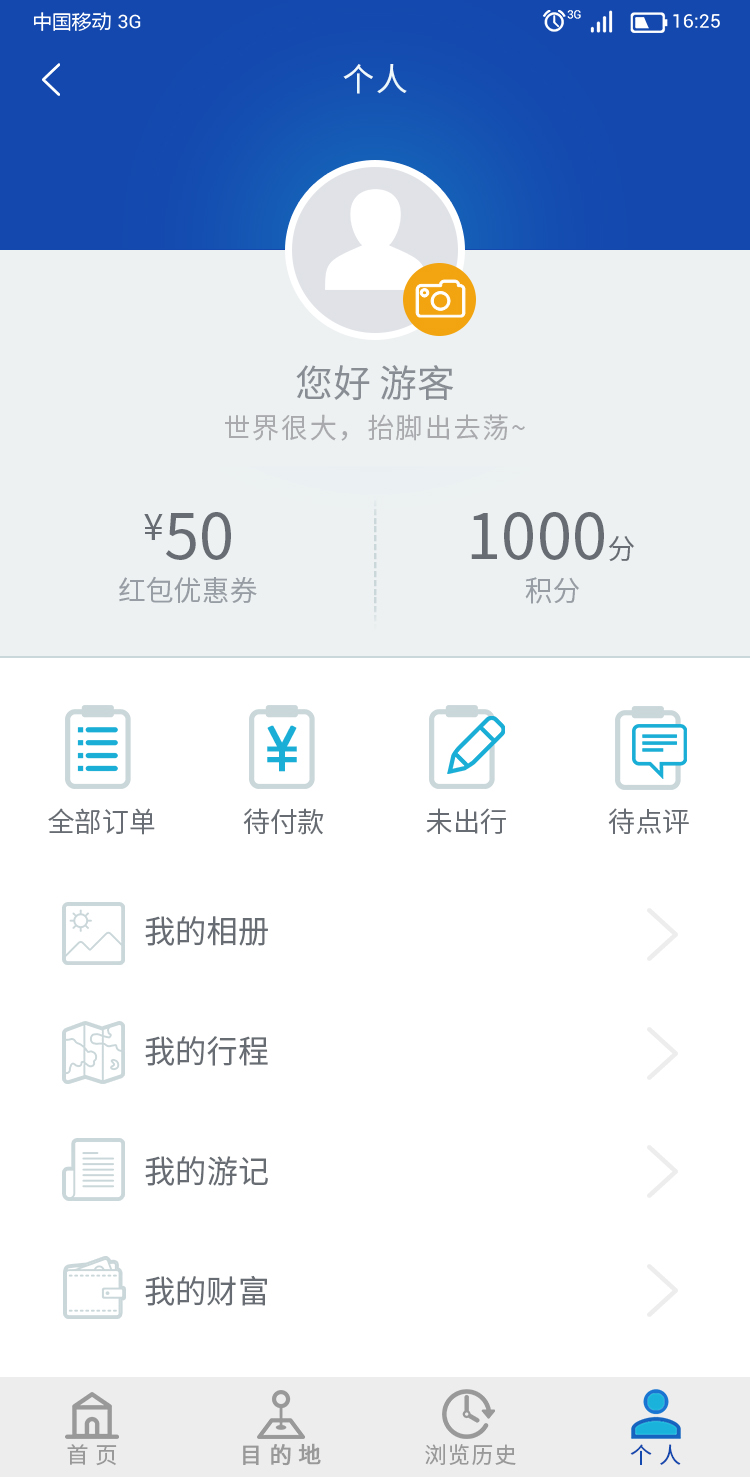 中国移动 3G 3G 16:25
个人
您好 游客
世界很大，抬脚出去荡~
¥50 1000分
红包优惠券 积分
全部订单 待付款 未出行 待点评
我的相册
我的行程
我的游记
我的财富
首 页 目 的 地 浏览历史 个 人